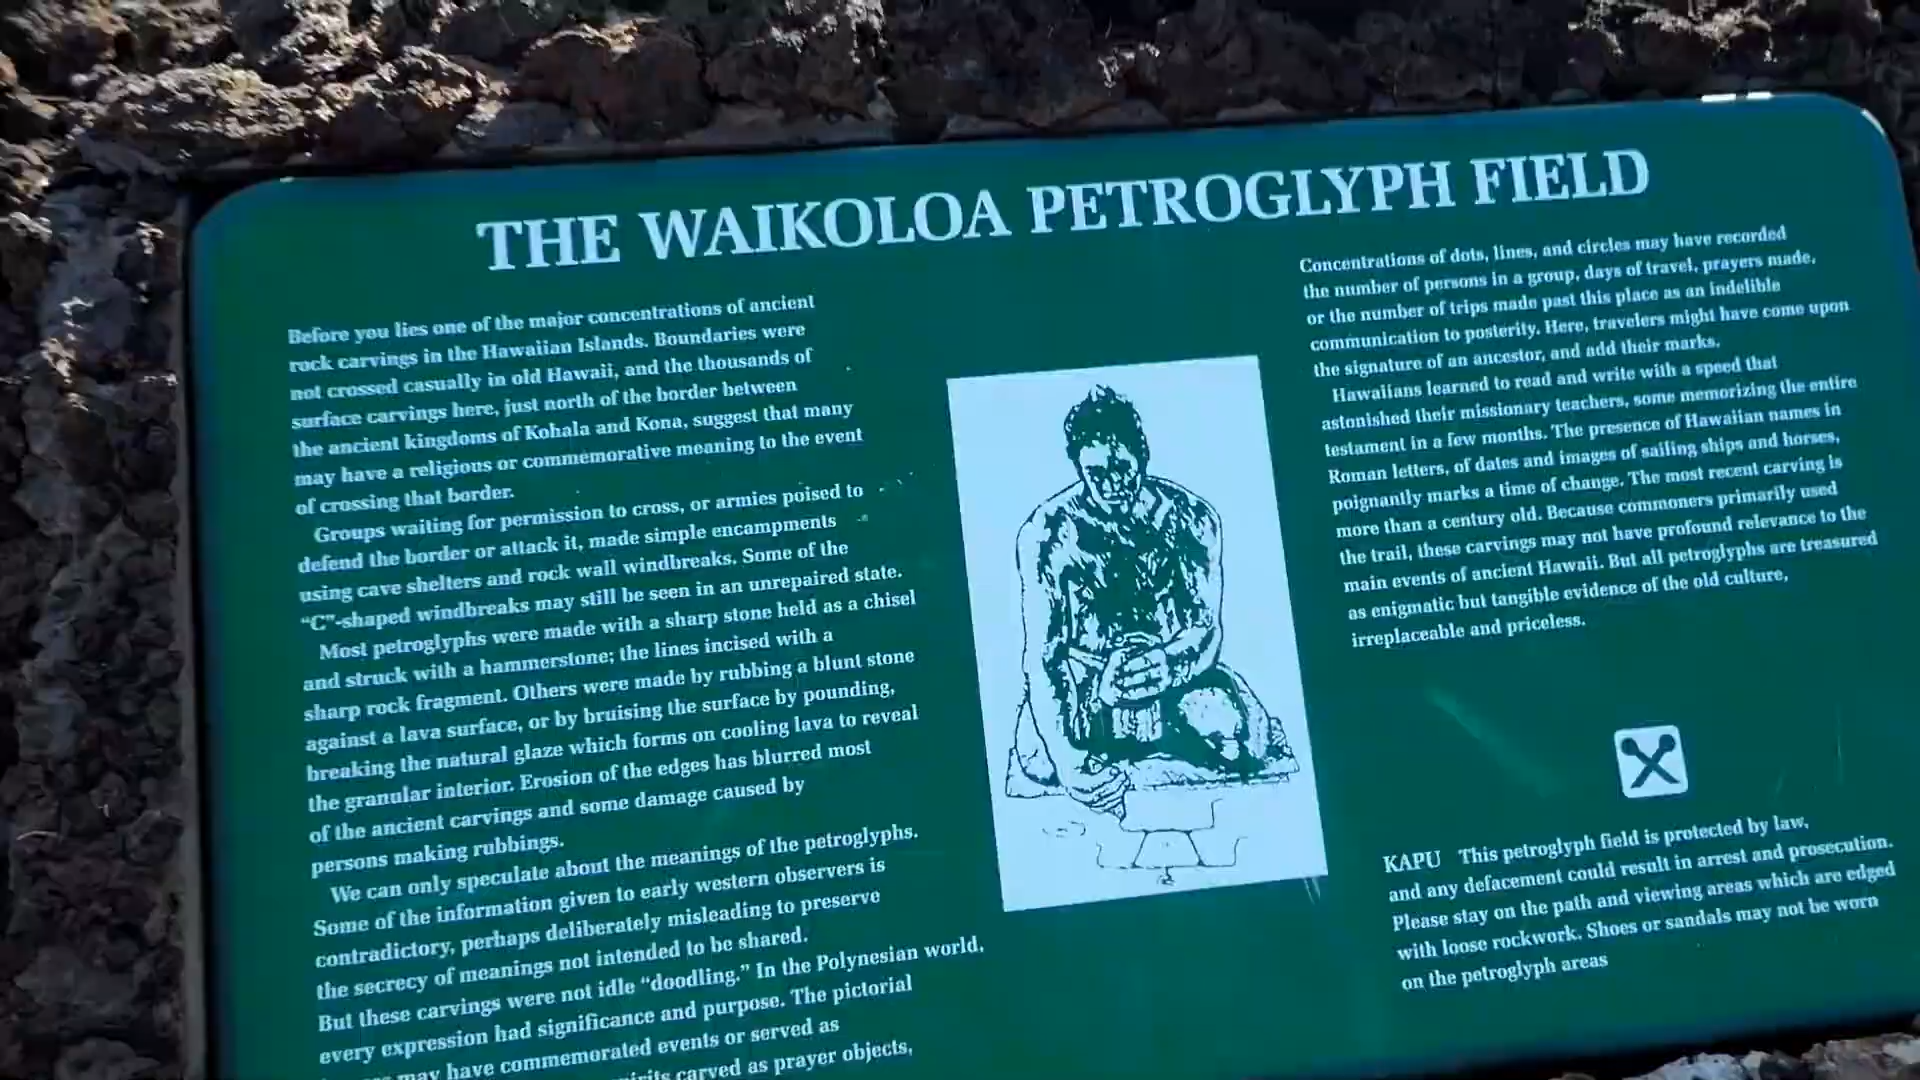 THE WAIKOLOA PETROGLYPH FIELD
Before you lies one of the major concentrations of ancient
rock carvings in the Hawaiian Islands. Boundaries were
not crossed casually in old Hawaii, and the thousands of
surface carvings here, just north of the border between
the ancient kingdoms of Kohala and Kona, suggest that many
may have a religious or commemorative meaning to the event
of crossing that border.
Groups waiting for permission to cross, or armies poised to
defend the border or attack it, made simple encampments
using cave shelters and rock wall windbreaks. Some of the
“C”-shaped windbreaks may still be seen in an unrepaired state.
Most petroglyphs were made with a sharp stone held as a chisel
and struck with a hammerstone; the lines incised with a
sharp rock fragment. Others were made by rubbing a blunt stone
against a lava surface, or by bruising the surface by pounding,
breaking the natural glaze which forms on cooling lava to reveal
the granular interior. Erosion of the edges has blurred most
of the ancient carvings and some damage caused by
persons making rubbings.
We can only speculate about the meanings of the petroglyphs.
Some of the information given to early western observers is
contradictory, perhaps deliberately misleading to preserve
the secrecy of meanings not intended to be shared.
But these carvings were not idle “doodling.” In the Polynesian world,
every expression had significance and purpose. The pictorial
may have commemorated events or served as
carved as prayer objects,
Concentrations of dots, lines, and circles may have recorded
the number of persons in a group, days of travel, prayers made,
or the number of trips made past this place as an indelible
communication to posterity. Here, travelers might have come upon
the signature of an ancestor, and add their marks.
Hawaiians learned to read and write with a speed that
astonished their missionary teachers, some memorizing the entire
testament in a few months. The presence of Hawaiian names in
Roman letters, of dates and images of sailing ships and horses,
poignantly marks a time of change. The most recent carving is
more than a century old. Because commoners primarily used
the trail, these carvings may not have profound relevance to the
main events of ancient Hawaii. But all petroglyphs are treasured
as enigmatic but tangible evidence of the old culture,
irreplaceable and priceless.
KAPU This petroglyph field is protected by law,
and any defacement could result in arrest and prosecution.
Please stay on the path and viewing areas which are edged
with loose rockwork. Shoes or sandals may not be worn
on the petroglyph areas